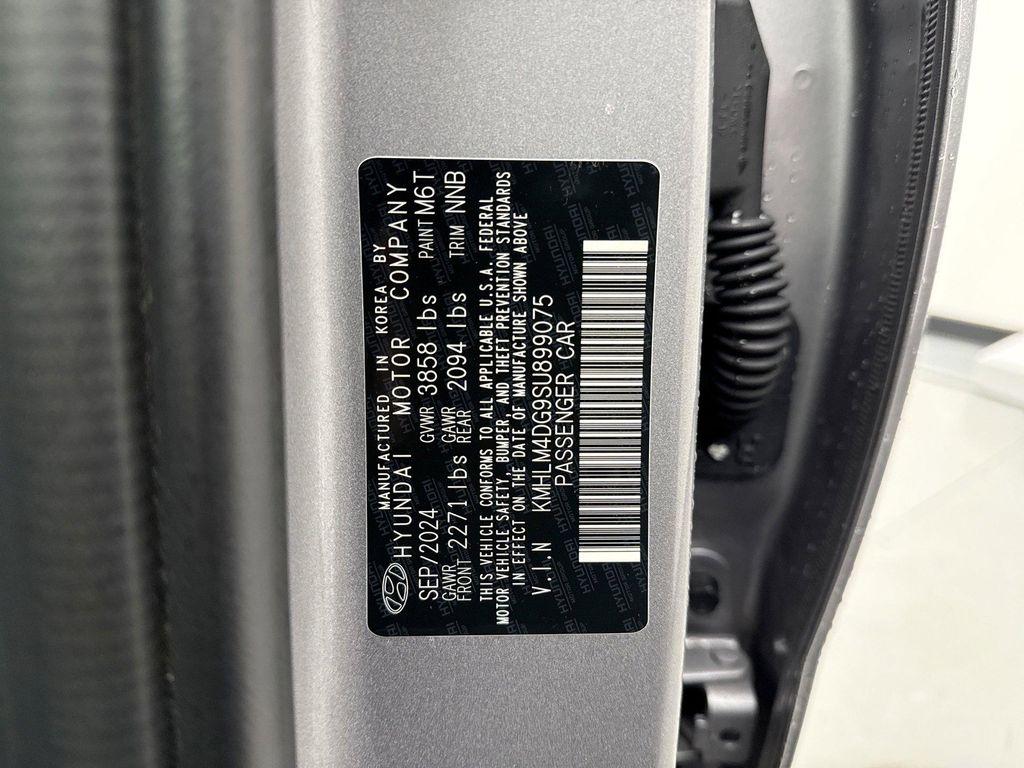 MANUFACTURED IN KOREA BY
HYUNDAI MOTOR COMPANY
SEP/2024 GVWR 3858 lbs PAINT M6T
GAWR FRONT 2271 lbs GAWR REAR 2094 lbs TRIM NNB
THIS VEHICLE CONFORMS TO ALL APPLICABLE U.S.A. FEDERAL
MOTOR VEHICLE SAFETY, BUMPER, AND THEFT PREVENTION STANDARDS
IN EFFECT ON THE DATE OF MANUFACTURE SHOWN ABOVE
V.I.N KMHLM4DG9SU899075
PASSENGER CAR